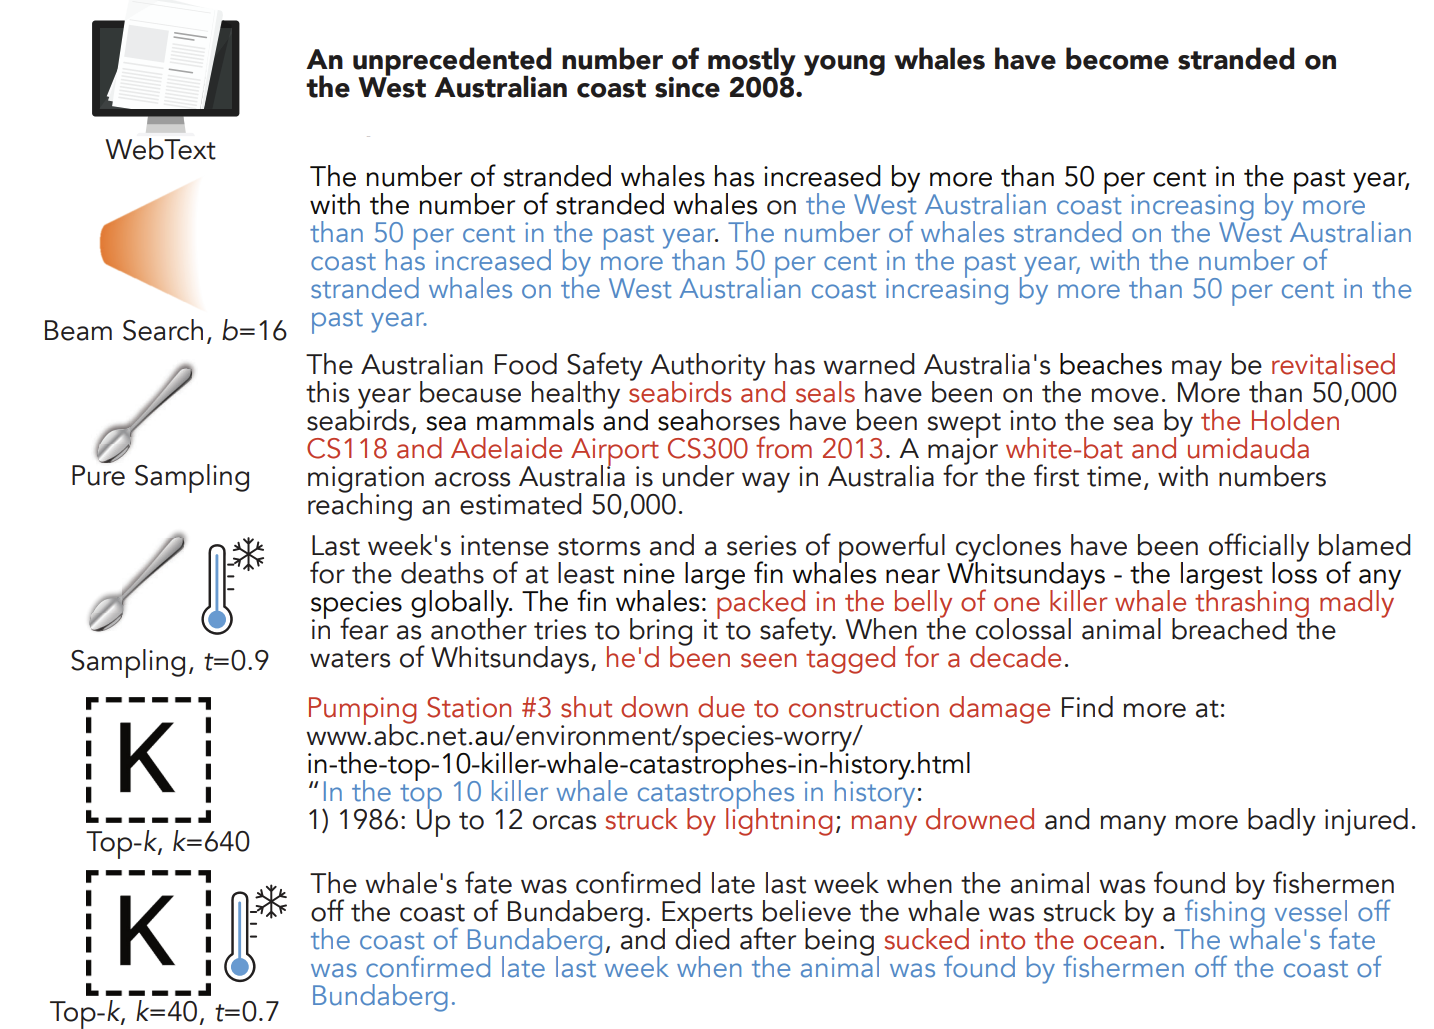 An unprecedented number of mostly young whales have become stranded on
the West Australian coast since 2008.
WebText
The number of stranded whales has increased by more than 50 per cent in the past year,
with the number of stranded whales on the West Australian coast increasing by more
than 50 per cent in the past year. The number of whales stranded on the West Australian
coast has increased by more than 50 per cent in the past year, with the number of
stranded whales on the West Australian coast increasing by more than 50 per cent in the
past year.
Beam Search, b=16
The Australian Food Safety Authority has warned Australia's beaches may be revitalised
this year because healthy seabirds and seals have been on the move. More than 50,000
seabirds, sea mammals and seahorses have been swept into the sea by the Holden
CS118 and Adelaide Airport CS300 from 2013. A major white-bat and umidauda
migration across Australia is under way in Australia for the first time, with numbers
reaching an estimated 50,000.
Pure Sampling
Last week's intense storms and a series of powerful cyclones have been officially blamed
for the deaths of at least nine large fin whales near Whitsundays - the largest loss of any
species globally. The fin whales: packed in the belly of one killer whale thrashing madly
in fear as another tries to bring it to safety. When the colossal animal breached the
waters of Whitsundays, he'd been seen tagged for a decade.
Sampling, t=0.9
Pumping Station #3 shut down due to construction damage Find more at:
www.abc.net.au/environment/species-worry/
in-the-top-10-killer-whale-catastrophes-in-history.html
“In the top 10 killer whale catastrophes in history:
1) 1986: Up to 12 orcas struck by lightning; many drowned and many more badly injured.
K
Top-k, k=640
The whale's fate was confirmed late last week when the animal was found by fishermen
off the coast of Bundaberg. Experts believe the whale was struck by a fishing vessel off
the coast of Bundaberg, and died after being sucked into the ocean. The whale's fate
was confirmed late last week when the animal was found by fishermen off the coast of
Bundaberg.
K
Top-k, k=40, t=0.7